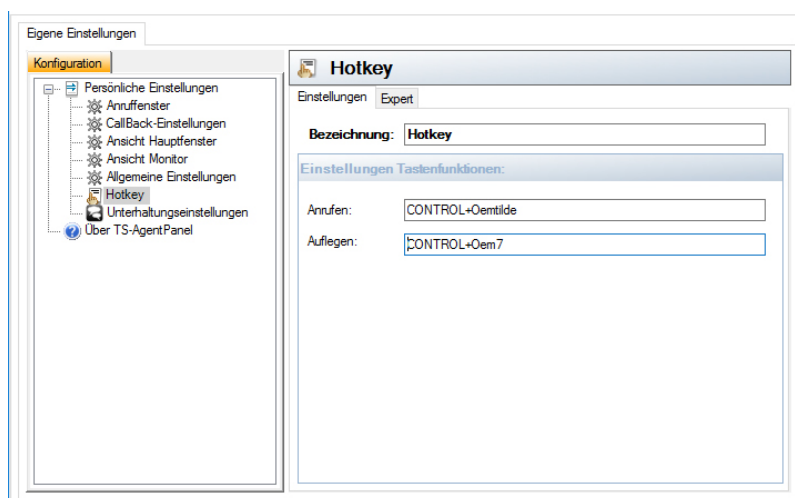 Eigene Einstellungen
Konfiguration
Persönliche Einstellungen
Anruffenster
CallBack-Einstellungen
Ansicht Hauptfenster
Ansicht Monitor
Allgemeine Einstellungen
Hotkey
Unterhaltungseinstellungen
Über TS-AgentPanel
Hotkey
Einstellungen Expert
Bezeichnung: Hotkey
Einstellungen Tastenfunktionen:
Anrufen: CONTROL+Oemtilde
Auflegen: CONTROL+Oem7